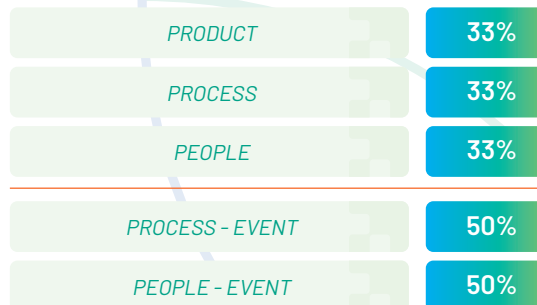 PRODUCT 33%
PROCESS 33%
PEOPLE 33%
PROCESS - EVENT 50%
PEOPLE - EVENT 50%